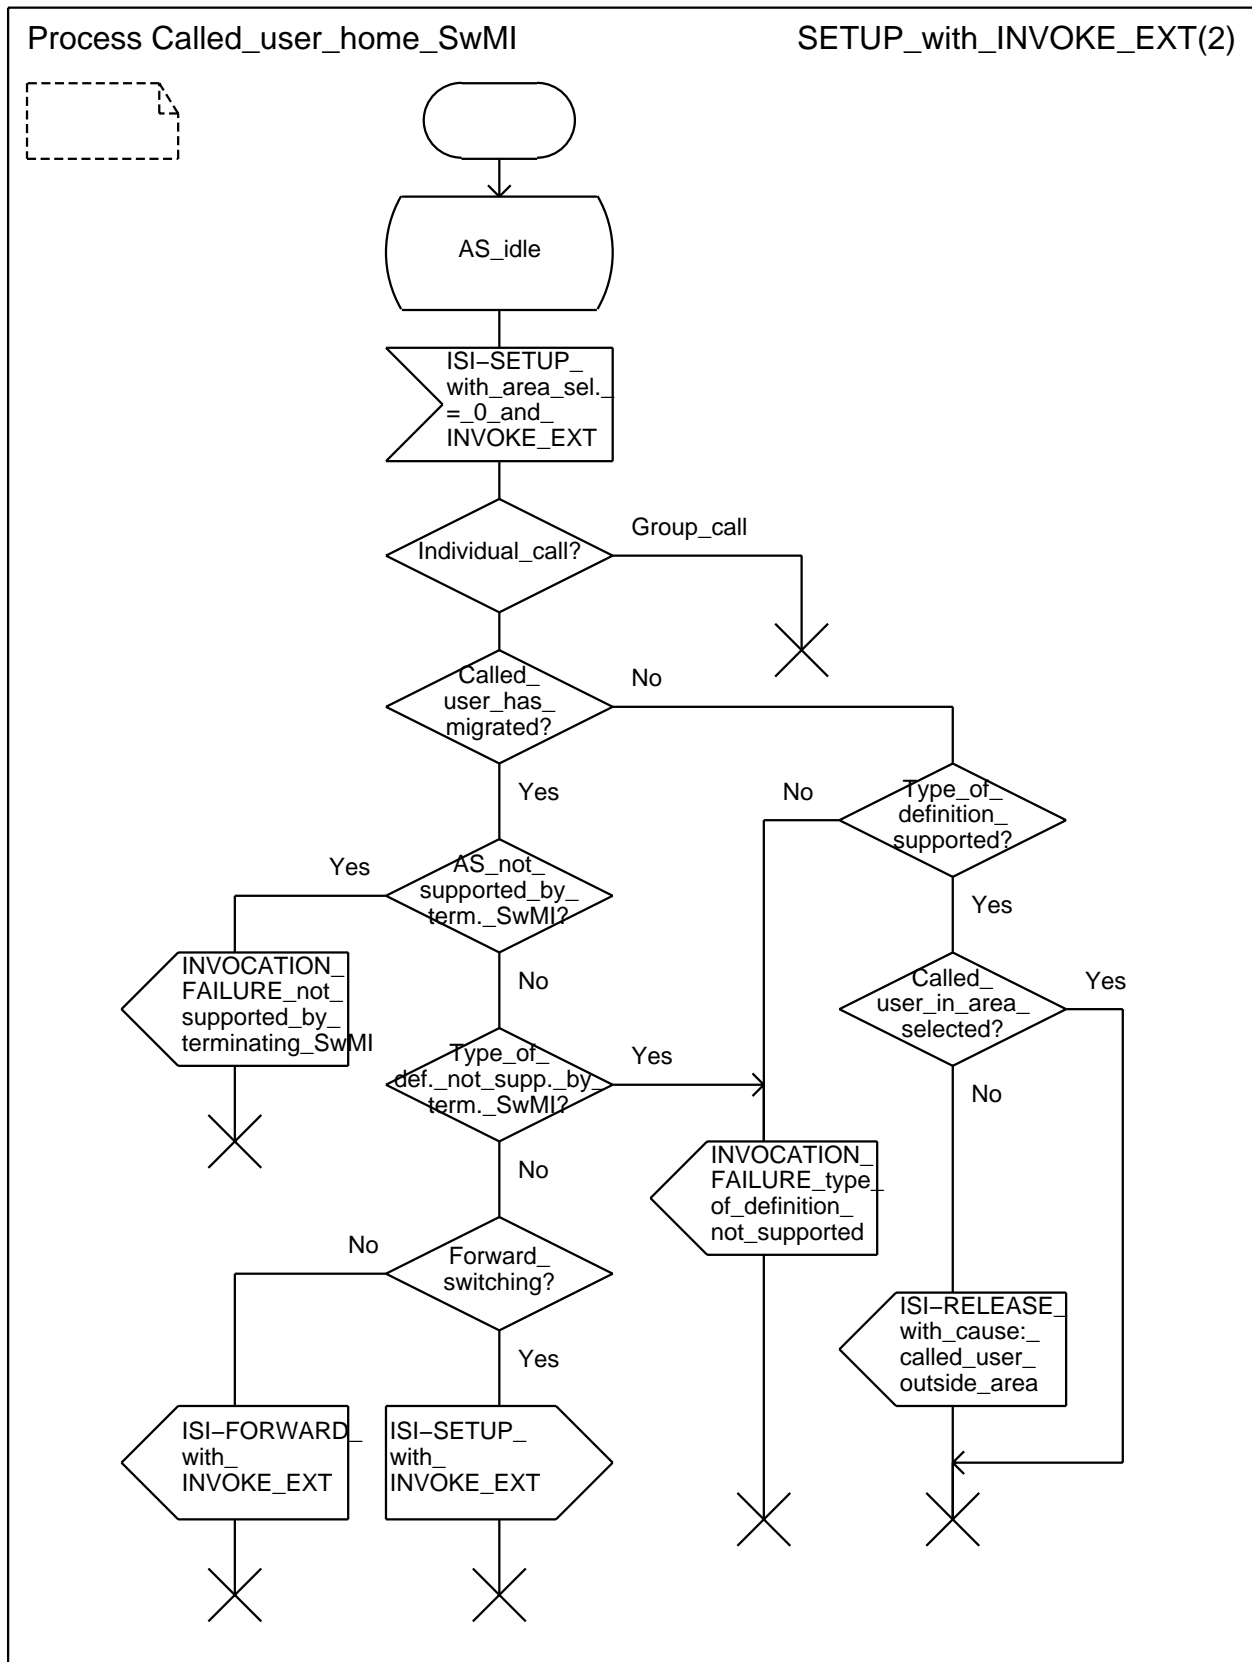 Process Called_user_home_SwMI
SETUP_with_INVOKE_EXT(2)
AS_idle
ISI−SETUP_
with_area_sel._
=_0_and_
INVOKE_EXT
Individual_call?
Group_call
Called_
user_has_
migrated?
No
Yes
Type_of_
definition_
supported?
No
Yes
AS_not_
supported_by_
term._SwMI?
Yes
No
INVOCATION_
FAILURE_not_
supported_by_
terminating_SwMI
Called_
user_in_area_
selected?
Yes
No
Type_of_
def._not_supp._by_
term._SwMI?
Yes
No
INVOCATION_
FAILURE_type_
of_definition_
not_supported
Forward_
switching?
No
Yes
ISI−RELEASE_
with_cause:_
called_user_
outside_area
ISI−FORWARD_
with_
INVOKE_EXT
ISI−SETUP_
with_
INVOKE_EXT